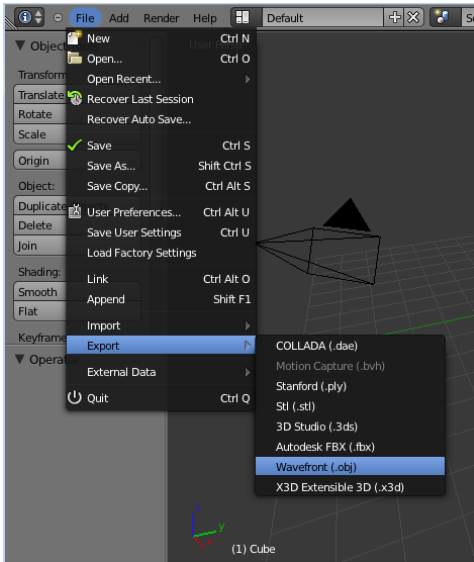 File Add Render Help Default
New Ctrl N
Open... Ctrl O
Open Recent...
Recover Last Session
Recover Auto Save...
Save Ctrl S
Save As... Shift Ctrl S
Save Copy... Ctrl Alt S
User Preferences... Ctrl Alt U
Save User Settings Ctrl U
Load Factory Settings
Link Ctrl Alt O
Append Shift F1
Import
Export
External Data
Quit Ctrl Q
COLLADA (.dae)
Motion Capture (.bvh)
Stanford (.ply)
Stl (.stl)
3D Studio (.3ds)
Autodesk FBX (.fbx)
Wavefront (.obj)
X3D Extensible 3D (.x3d)
Transform
Translate
Rotate
Scale
Origin
Object:
Duplicate
Delete
Join
Shading:
Smooth
Flat
Keyframe
y
(1) Cube